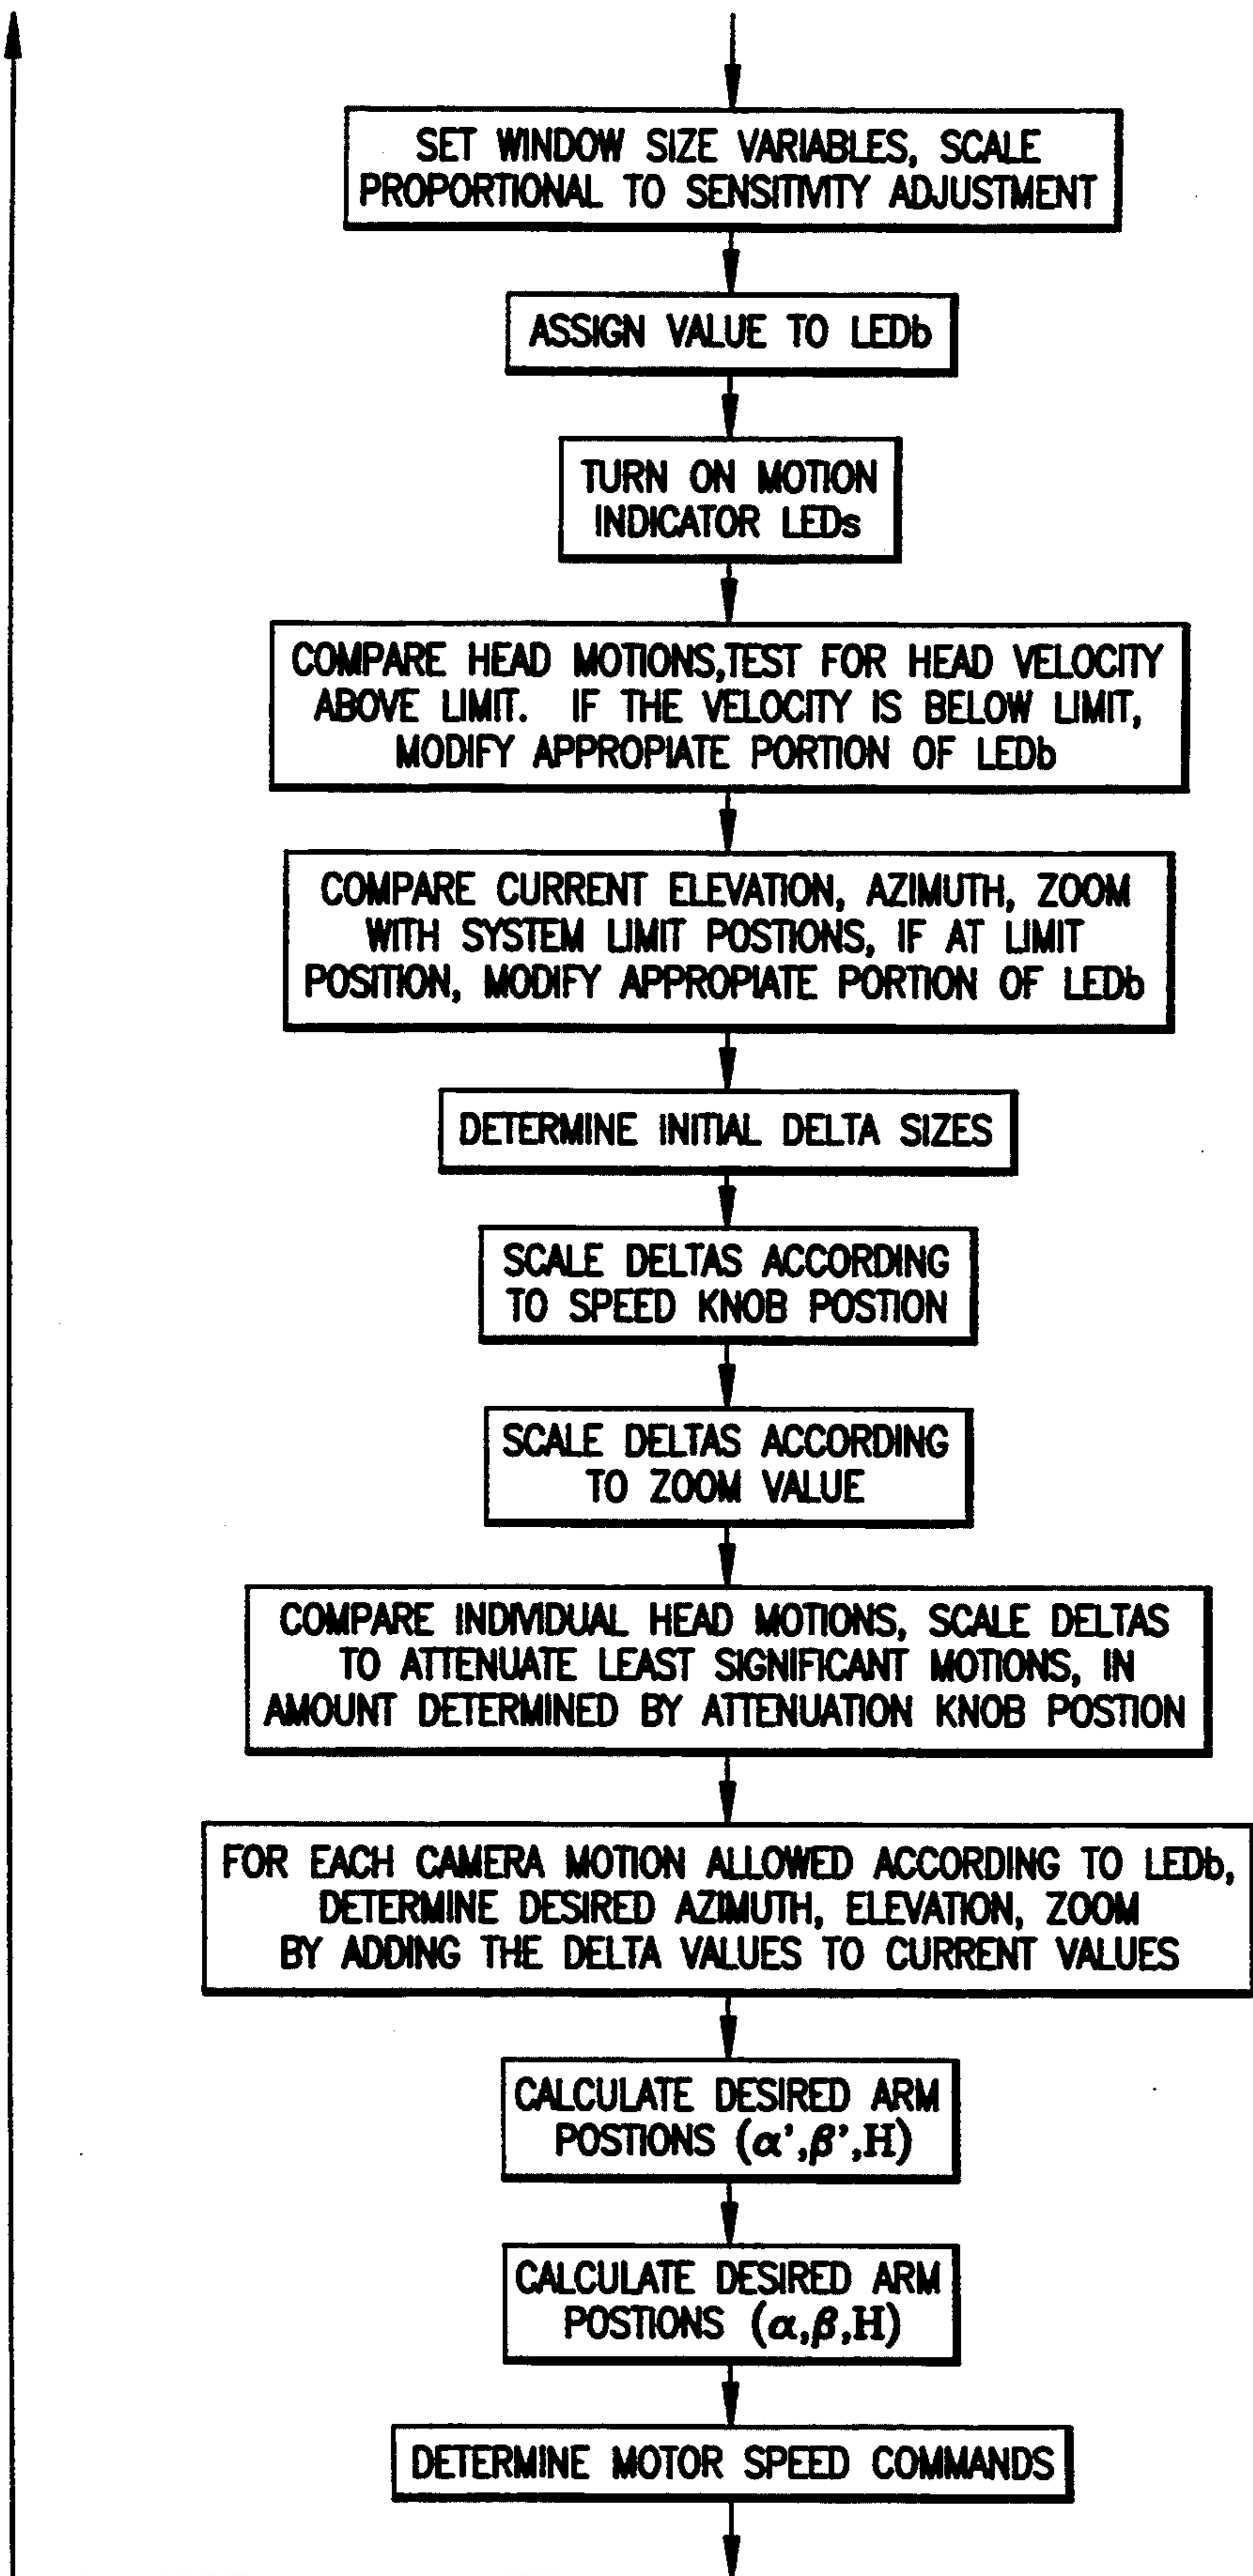 SET WINDOW SIZE VARIABLES, SCALE
PROPORTIONAL TO SENSITIVITY ADJUSTMENT
ASSIGN VALUE TO LEDb
TURN ON MOTION
INDICATOR LEDs
COMPARE HEAD MOTIONS,TEST FOR HEAD VELOCITY
ABOVE LIMIT. IF THE VELOCITY IS BELOW LIMIT,
MODIFY APPROPIATE PORTION OF LEDb
COMPARE CURRENT ELEVATION, AZIMUTH, ZOOM
WITH SYSTEM LIMIT POSTIONS, IF AT LIMIT
POSITION, MODIFY APPROPIATE PORTION OF LEDb
DETERMINE INITIAL DELTA SIZES
SCALE DELTAS ACCORDING
TO SPEED KNOB POSTION
SCALE DELTAS ACCORDING
TO ZOOM VALUE
COMPARE INDIVIDUAL HEAD MOTIONS, SCALE DELTAS
TO ATTENUATE LEAST SIGNIFICANT MOTIONS, IN
AMOUNT DETERMINED BY ATTENUATION KNOB POSTION
FOR EACH CAMERA MOTION ALLOWED ACCORDING TO LEDb,
DETERMINE DESIRED AZIMUTH, ELEVATION, ZOOM
BY ADDING THE DELTA VALUES TO CURRENT VALUES
CALCULATE DESIRED ARM
POSTIONS (α',β',H)
CALCULATE DESIRED ARM
POSTIONS (α,β,H)
DETERMINE MOTOR SPEED COMMANDS